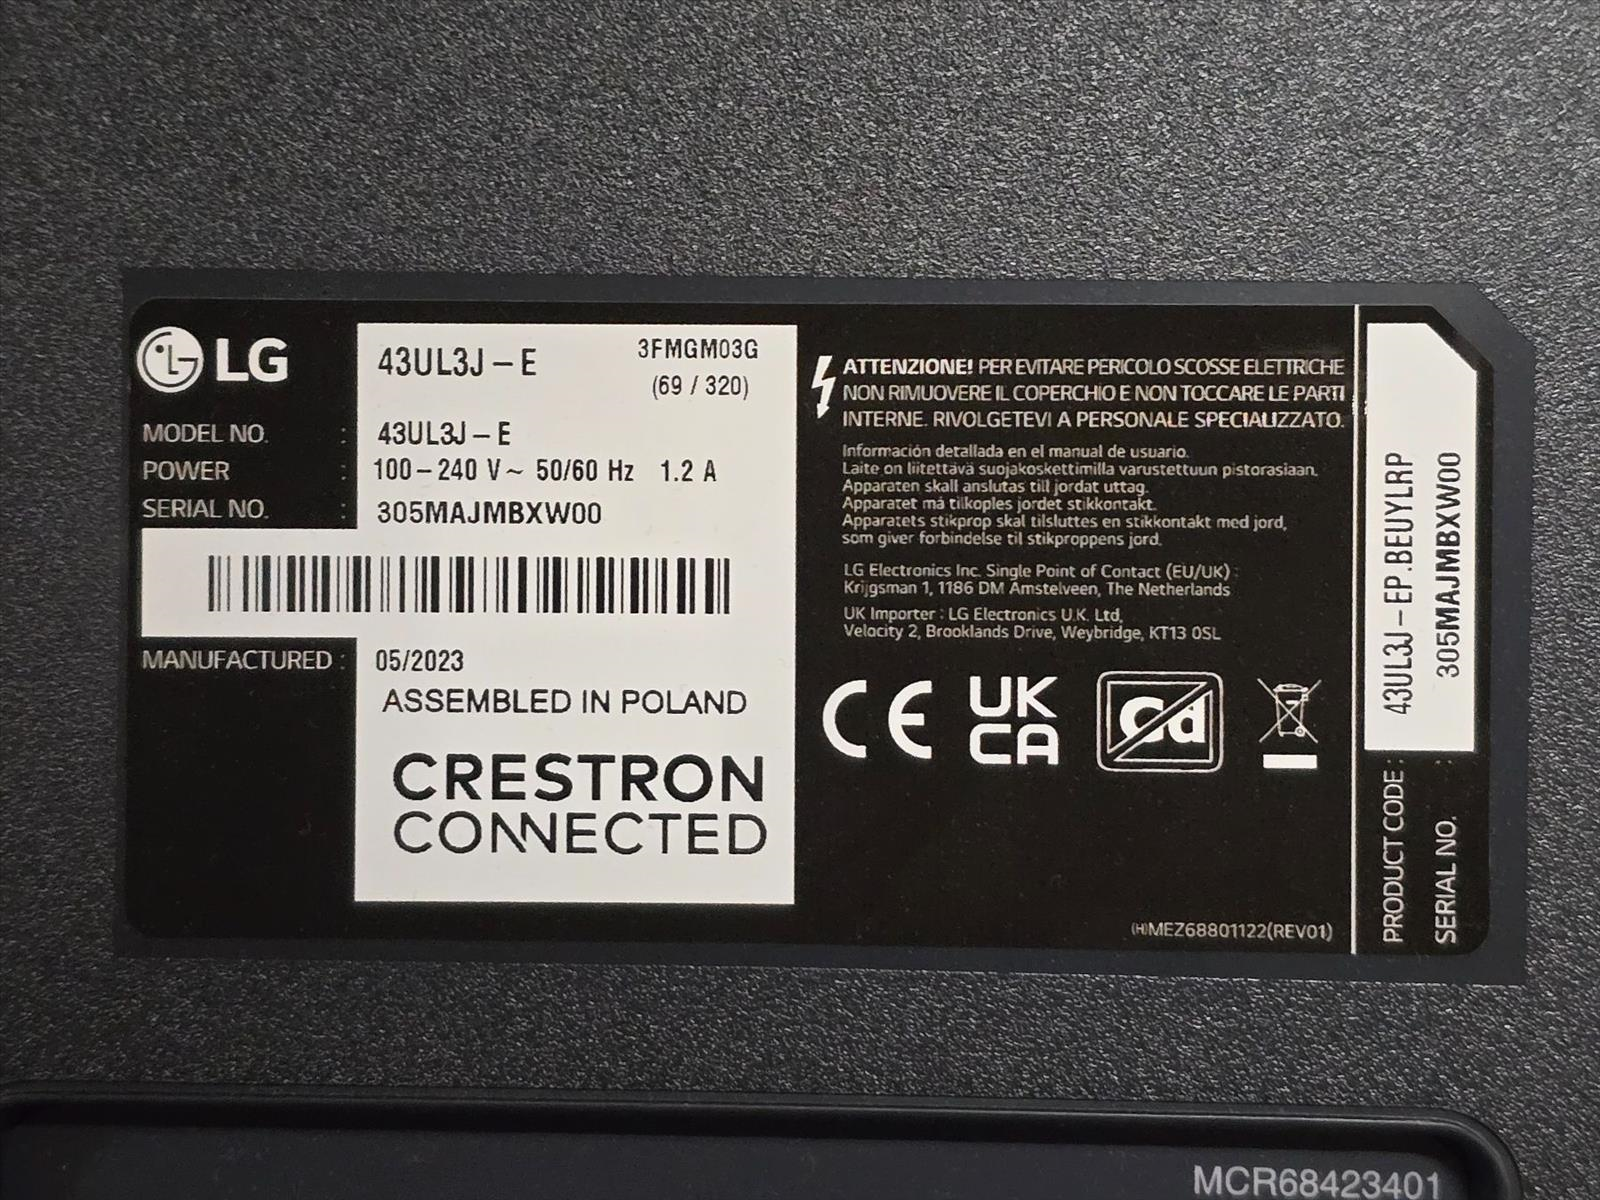 LG
43UL3J-E
3FMGM03G
(69 / 320)
MODEL NO. : 43UL3J-E
POWER : 100-240 V~ 50/60 Hz 1.2 A
SERIAL NO. : 305MAJMBXW00
MANUFACTURED : 05/2023
ASSEMBLED IN POLAND
CRESTRON
CONNECTED
ATTENZIONE! PER EVITARE PERICOLO SCOSSE ELETTRICHE
NON RIMUOVERE IL COPERCHIO E NON TOCCARE LE PARTI
INTERNE. RIVOLGETEVI A PERSONALE SPECIALIZZATO.
Información detallada en el manual de usuario.
Laite on liitettävä suojakoskettimilla varustettuun pistorasiaan.
Apparaten skall anslutas till jordat uttag.
Apparatet må tilkoples jordet stikkontakt.
Apparatets stikprop skal tilsluttes en stikkontakt med jord,
som giver forbindelse til stikproppens jord.
LG Electronics Inc. Single Point of Contact (EU/UK) :
Krijgsman 1, 1186 DM Amstelveen, The Netherlands
UK Importer : LG Electronics U.K. Ltd,
Velocity 2, Brooklands Drive, Weybridge, KT13 0SL
CE
UK
CA
Cd
(H)MEZ68801122(REV01)
PRODUCT CODE : 43UL3J-EP.BEUYLRP
SERIAL NO. : 305MAJMBXW00
MCR68423401